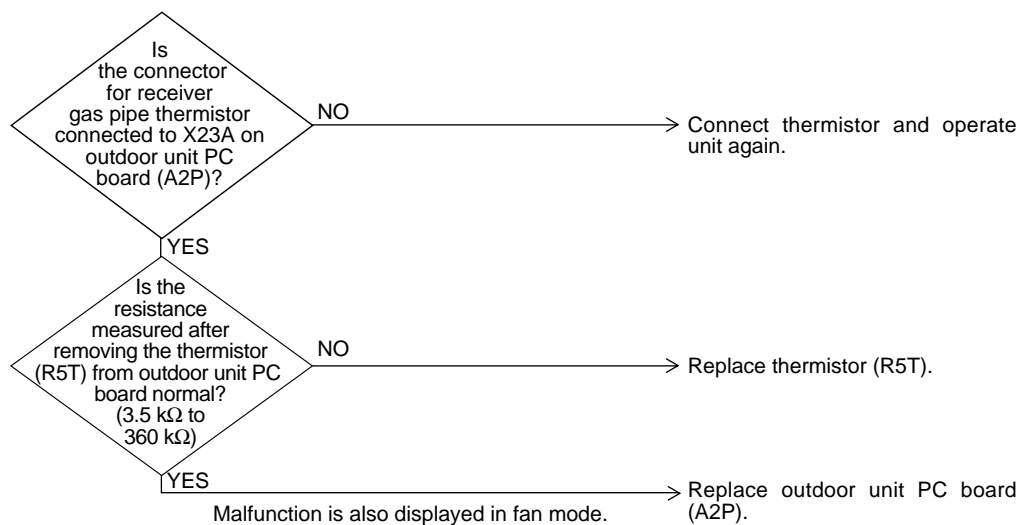 Is
the connector
for receiver
gas pipe thermistor
connected to X23A on
outdoor unit PC
board (A2P)?
NO
Connect thermistor and operate
unit again.
YES
Is the
resistance
measured after
removing the thermistor
(R5T) from outdoor unit PC
board normal?
(3.5 kΩ to
360 kΩ)
NO
Replace thermistor (R5T).
YES
Replace outdoor unit PC board
(A2P).
Malfunction is also displayed in fan mode.